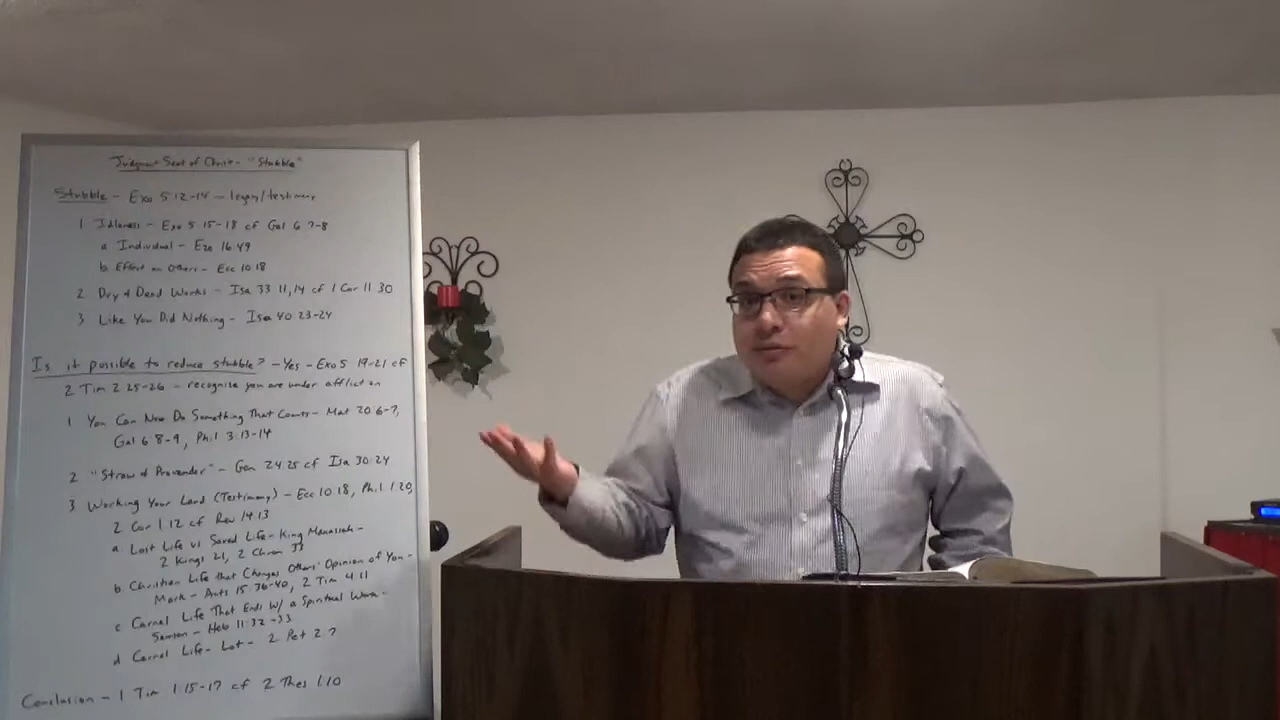 Judgment Seat of Christ - "Stubble"
Stubble - Exo 5 12-14 - legacy/testimony
1 Idleness - Exo 5 15-18 cf Gal 6 7-8
a Individual - Eze 16:49
b Effect on Others - Ecc 10:18
2 Dry & Dead Works - Isa 33 11,14 cf 1 Cor 11 30
3 Like You Did Nothing - Isa 40 23-24
Is it possible to reduce stubble? - Yes - Exo 5 19-21 cf
2 Tim 2 25-26 - recognize you are under affliction
1 You Can Now Do Something That Counts - Mat 20:6-7,
Gal 6 8-9, Phil 3:13-14
2 "Straw & Provender" - Gen 24:25 cf Isa 30:24
3 Working Your Land (Testimony) - Ecc 10:18, Phil 1:20,
2 Cor 1:12 cf Rev 14:13
a. Lost Life vs Saved Life - King Manasseh -
2 Kings 21, 2 Chron 33
b Christian Life that Changes Others' Opinion of You -
Mark - Acts 15 36-40, 2 Tim 4:11
c Carnal Life That Ends W/ a Spiritual Work -
Samson - Heb 11:32-33
d Carnal Life - Lot - 2 Pet 2:7
Conclusion - 1 Tim 1:15-17 cf 2 Thes 1:10